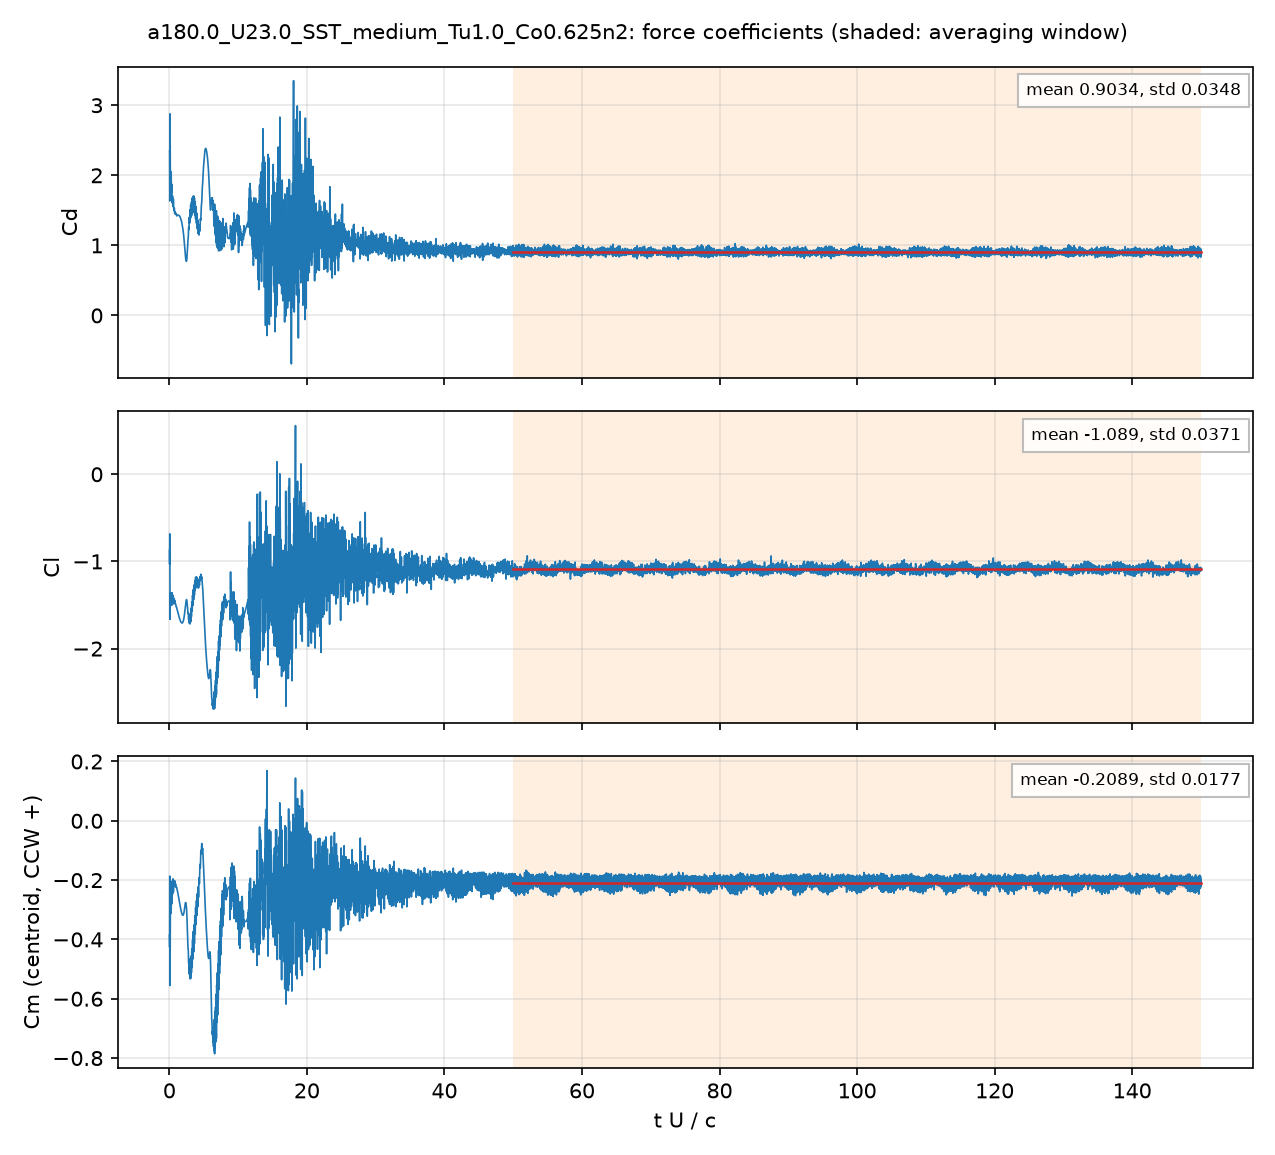 a180.0_U23.0_SST_medium_Tu1.0_Co0.625n2: force coefficients (shaded: averaging window)
mean 0.9034, std 0.0348
3
2
1
0
Cd
mean -1.089, std 0.0371
0
−1
−2
Cl
mean -0.2089, std 0.0177
0.2
0.0
−0.2
−0.4
−0.6
−0.8
Cm (centroid, CCW +)
0 20 40 60 80 100 120 140
t U / c